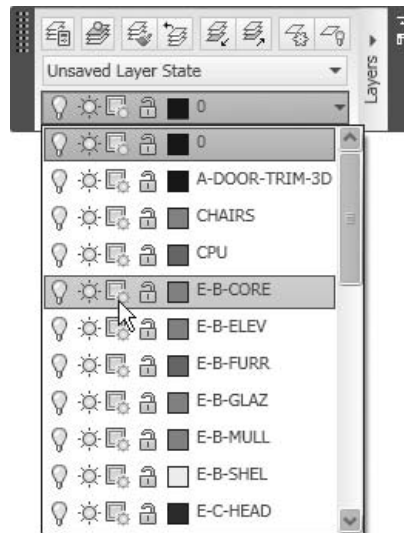 Unsaved Layer State
Layers
0
0
A-DOOR-TRIM-3D
CHAIRS
CPU
E-B-CORE
E-B-ELEV
E-B-FURR
E-B-GLAZ
E-B-MULL
E-B-SHEL
E-C-HEAD